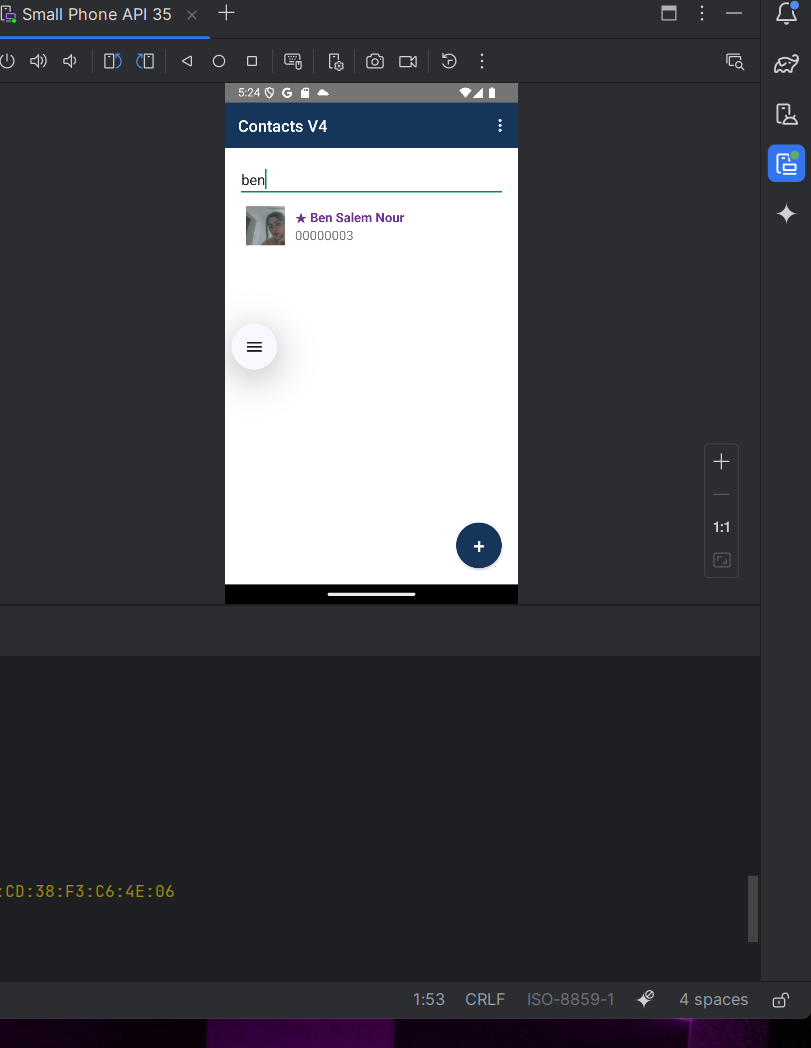 Small Phone API 35
5:24
Contacts V4
ben
★ Ben Salem Nour
00000003
+
1:1
:CD:38:F3:C6:4E:06
1:53 CRLF ISO-8859-1 4 spaces